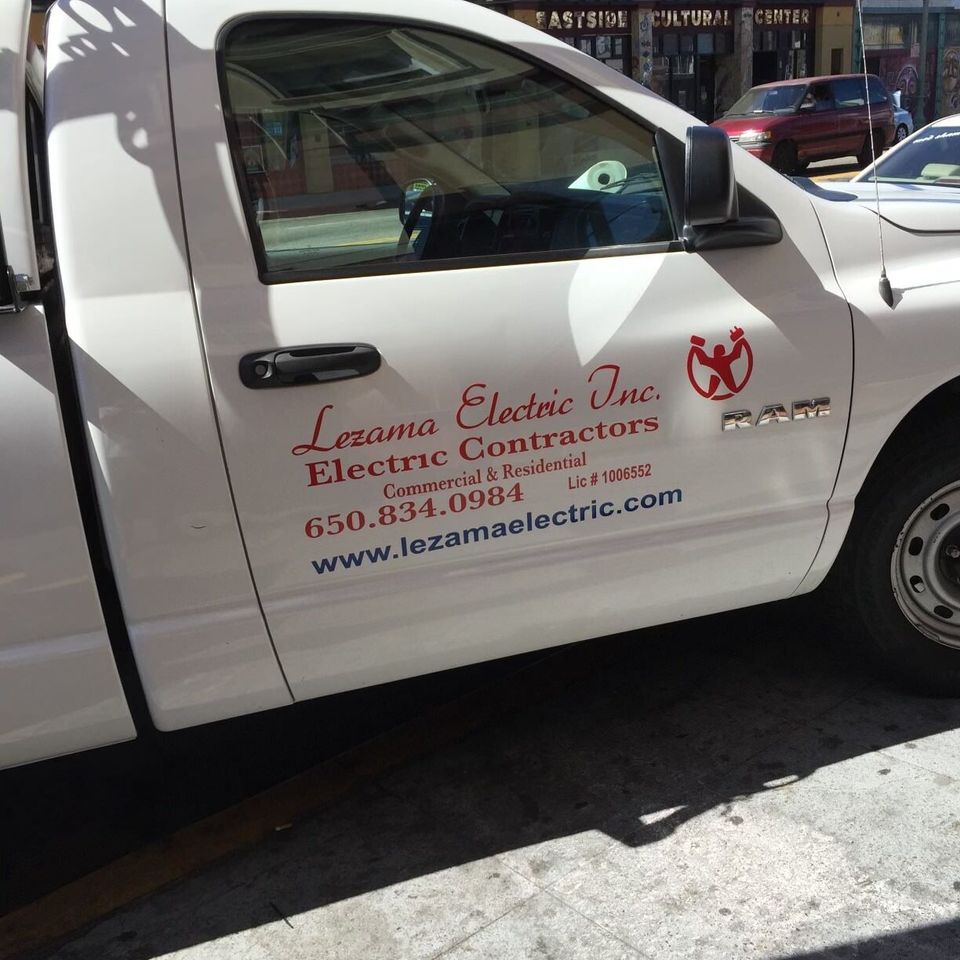 EASTSIDE CULTURAL CENTER
Lezama Electric Inc.
Electric Contractors
Commercial & Residential
650.834.0984 Lic # 1006552
www.lezamaelectric.com
RAM